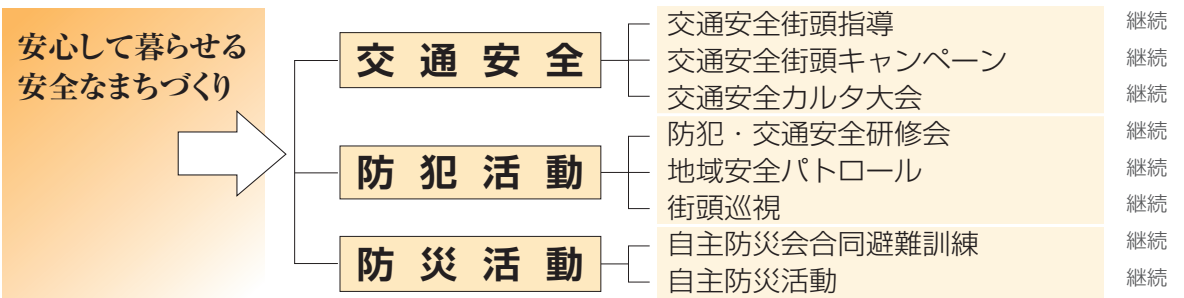 安心して暮らせる
安全なまちづくり
交通安全
交通安全街頭指導 継続
交通安全街頭キャンペーン 継続
交通安全カルタ大会 継続
防犯活動
防犯・交通安全研修会 継続
地域安全パトロール 継続
街頭巡視 継続
防災活動
自主防災会合同避難訓練 継続
自主防災活動 継続